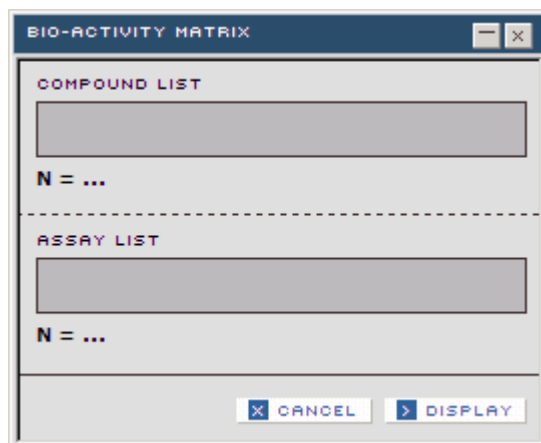 BIO-ACTIVITY MATRIX
COMPOUND LIST
N = ...
ASSAY LIST
N = ...
CANCEL DISPLAY